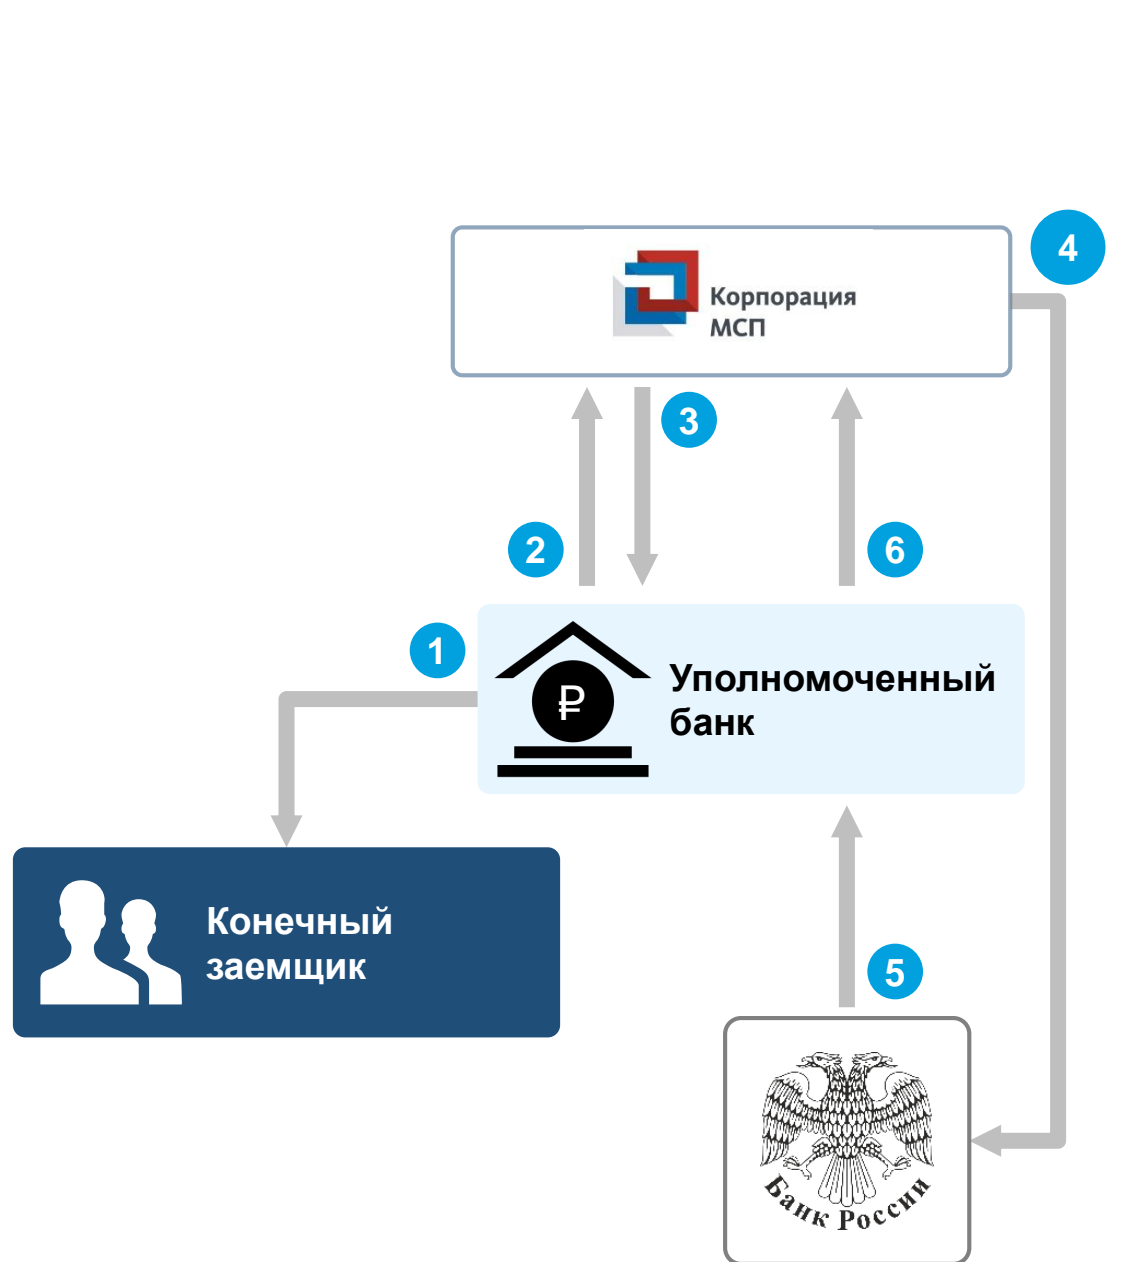 4
Корпорация
МСП
3
2
6
1
₽
Уполномоченный
банк
Конечный
заемщик
5
Банк России